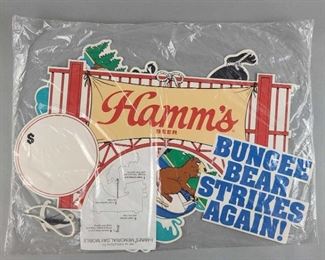 Hamm's
BEER
$
BUNGEE
BEAR
STRIKES
AGAIN!